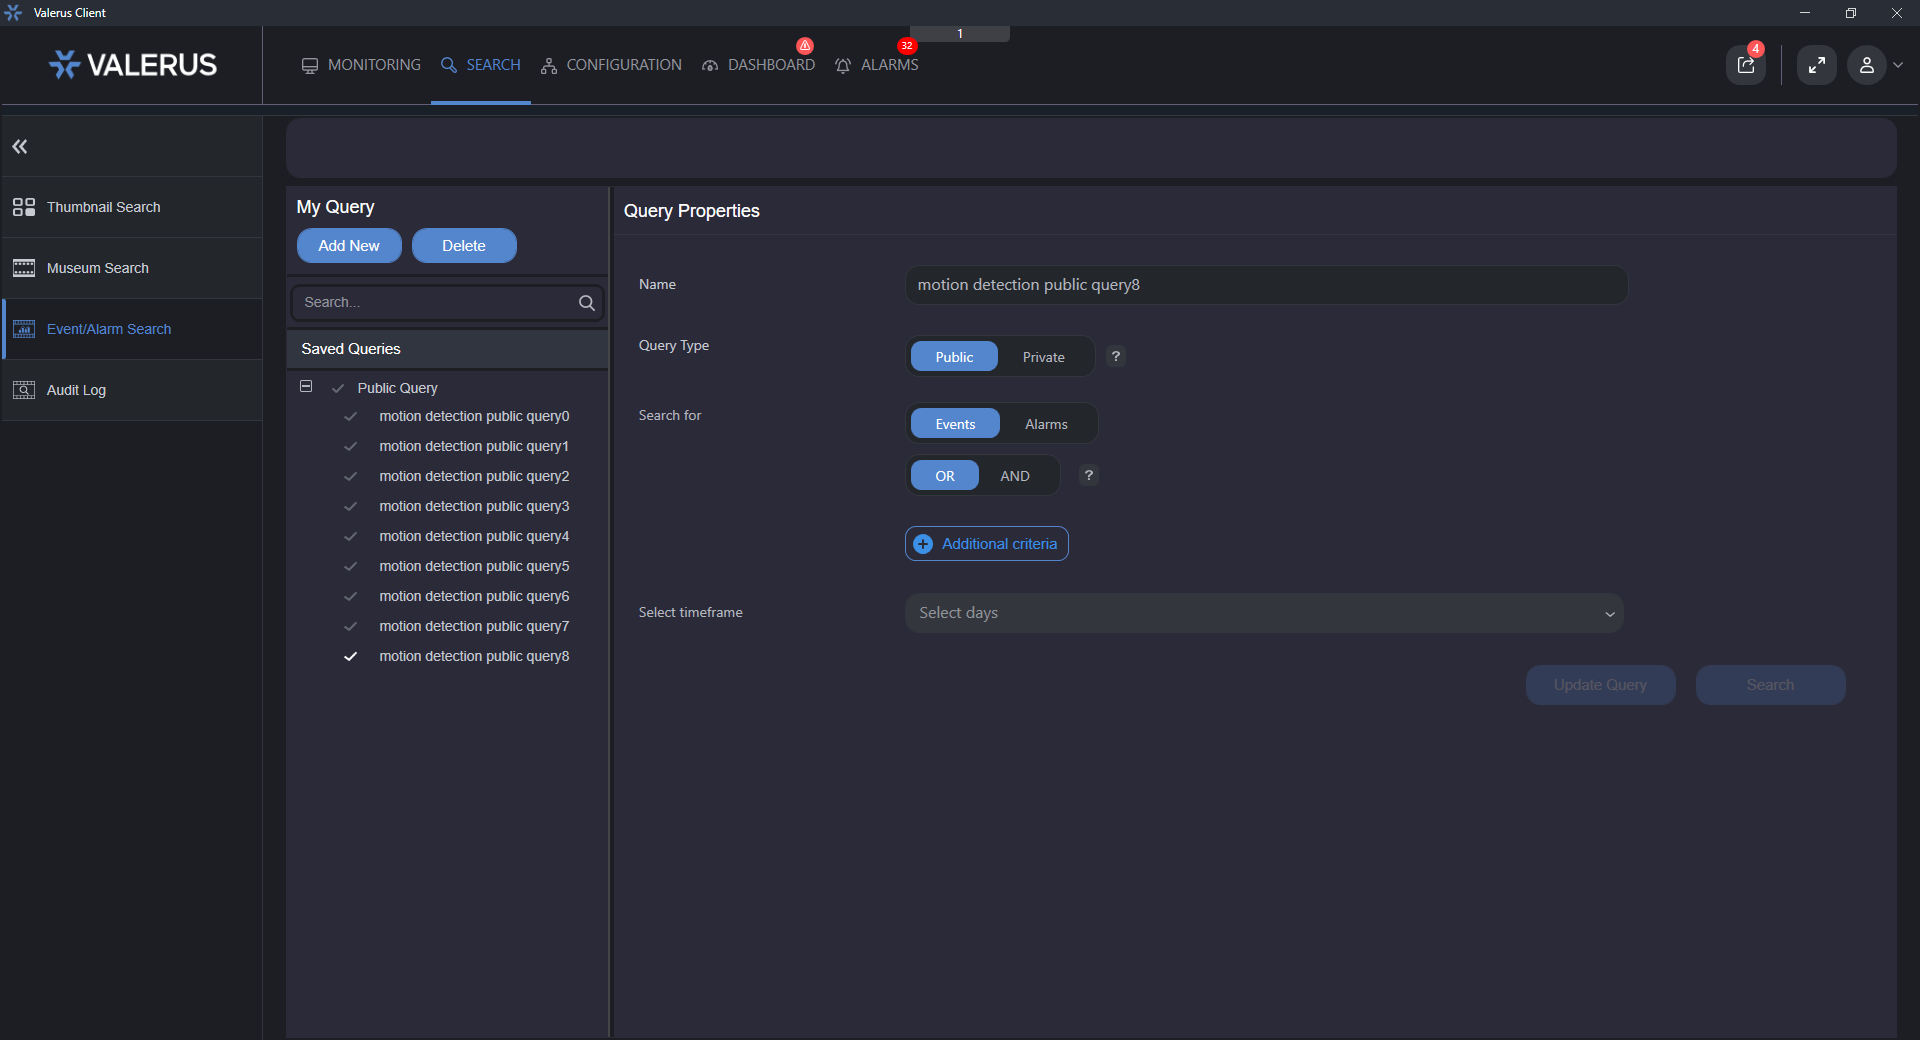 Valerus Client
1
VALERUS
MONITORING
SEARCH
CONFIGURATION
DASHBOARD
32
ALARMS
4
Thumbnail Search
Museum Search
Event/Alarm Search
Audit Log
My Query
Add New
Delete
Search...
Saved Queries
Public Query
motion detection public query0
motion detection public query1
motion detection public query2
motion detection public query3
motion detection public query4
motion detection public query5
motion detection public query6
motion detection public query7
motion detection public query8
Query Properties
Name
motion detection public query8
Query Type
Public
Private
?
Search for
Events
Alarms
OR
AND
?
Additional criteria
Select timeframe
Select days
Update Query
Search